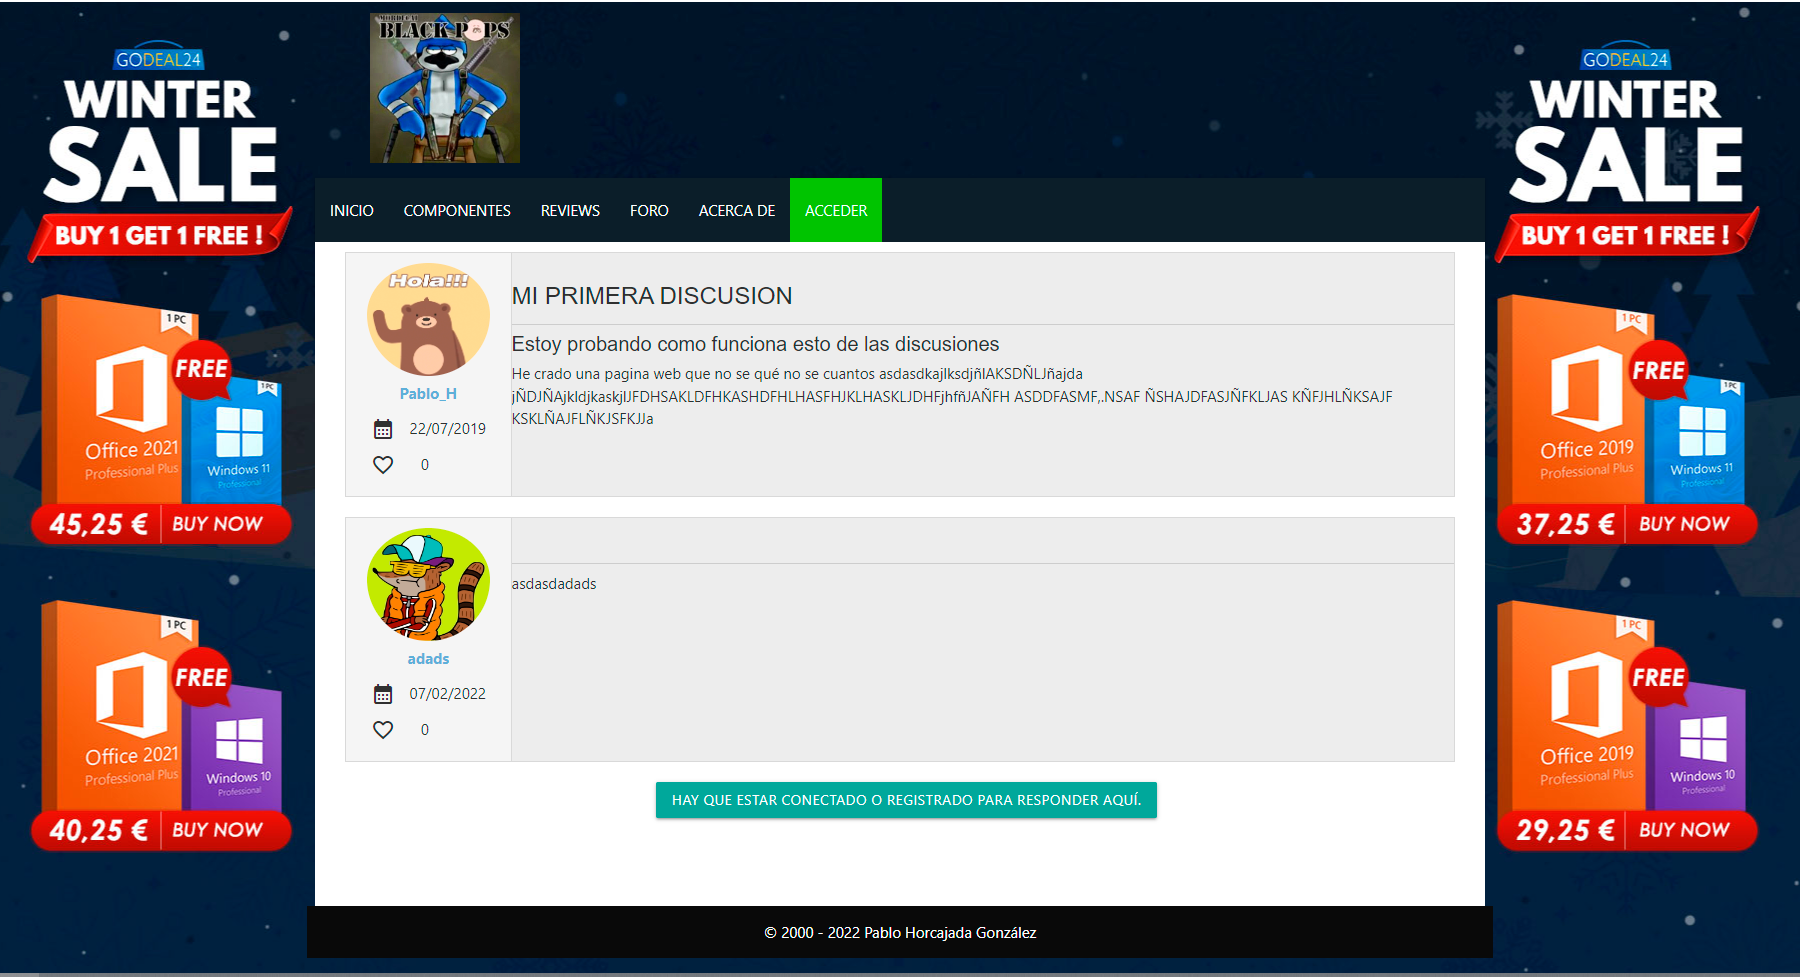 GODEAL24
WINTER
SALE
BUY 1 GET 1 FREE !
1 PC
FREE
1 PC
Office 2021
Professional Plus
Windows 11
Professional
45,25 €
BUY NOW
1 PC
FREE
Office 2021
Professional Plus
Windows 10
Professional
40,25 €
BUY NOW
MORDECAI
BLACK POPS
INICIO
COMPONENTES
REVIEWS
FORO
ACERCA DE
ACCEDER
Hola!!!
Pablo_H
22/07/2019
0
MI PRIMERA DISCUSION
Estoy probando como funciona esto de las discusiones
He crado una pagina web que no se qué no se cuantos asdasdkajlksdjñlAKSDÑLJñajda
jÑDJÑAjkldjkaskjlJFDHSAKLDFHKASHDFHLHASFHJKLHASKLJDHFjhfñJAÑFH ASDDFASMF,.NSAF ÑSHAJDFASJÑFKLJAS KÑFJHLÑKSAJF
KSKLÑAJFLÑKJSFKJJa
adads
07/02/2022
0
asdasdadads
HAY QUE ESTAR CONECTADO O REGISTRADO PARA RESPONDER AQUÍ.
© 2000 - 2022 Pablo Horcajada González
GODEAL24
WINTER
SALE
BUY 1 GET 1 FREE !
1 PC
FREE
1 PC
Office 2019
Professional Plus
Windows 11
Professional
37,25 €
BUY NOW
1 PC
FREE
Office 2019
Professional Plus
Windows 10
Professional
29,25 €
BUY NOW